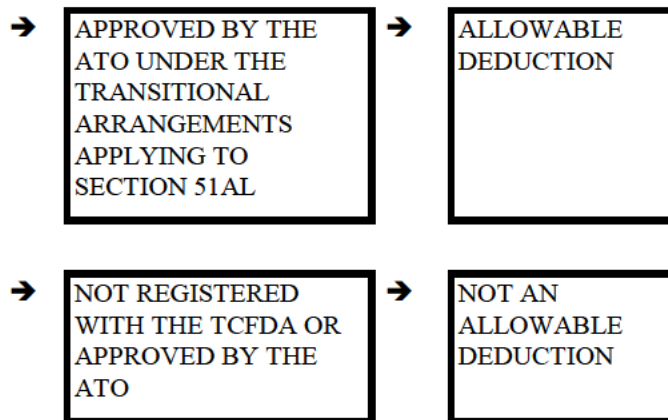 APPROVED BY THE
ATO UNDER THE
TRANSITIONAL
ARRANGEMENTS
APPLYING TO
SECTION 51AL
ALLOWABLE
DEDUCTION
NOT REGISTERED
WITH THE TCFDA OR
APPROVED BY THE
ATO
NOT AN
ALLOWABLE
DEDUCTION